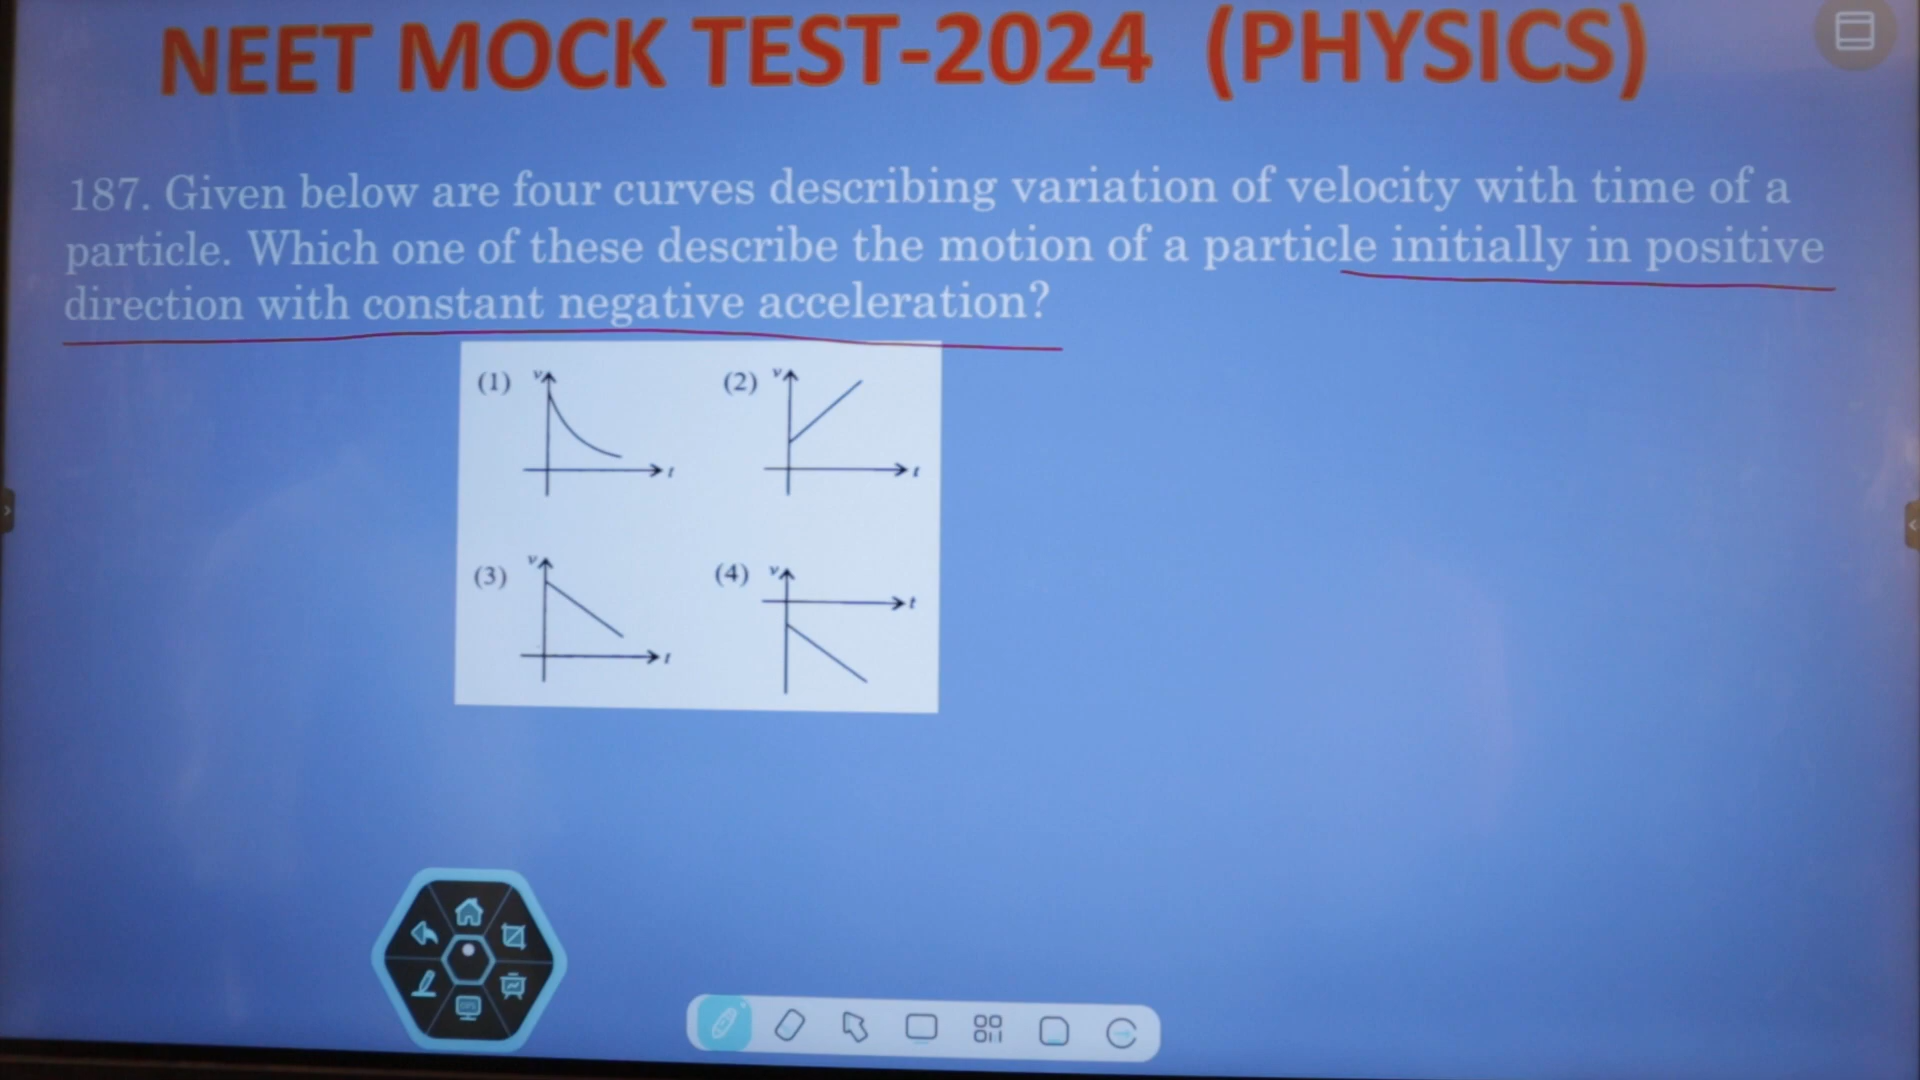 NEET MOCK TEST-2024 (PHYSICS)
187. Given below are four curves describing variation of velocity with time of a
particle. Which one of these describe the motion of a particle initially in positive
direction with constant negative acceleration?
(1) v t
(2) v t
(3) v t
(4) v t